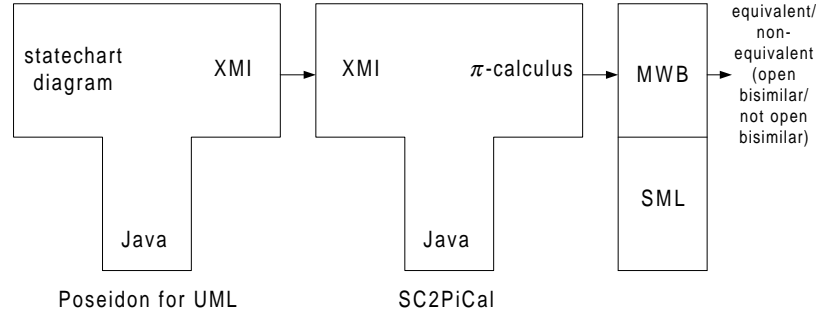 statechart
diagram
XMI
XMI
π-calculus
MWB
equivalent/
non-
equivalent
(open
bisimilar/
not open
bisimilar)
Java
Java
SML
Poseidon for UML
SC2PiCal